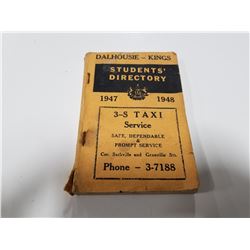 DALHOUSIE – KINGS
STUDENTS'
DIRECTORY
1947 1948
3-S TAXI
Service
SAFE, DEPENDABLE
&
PROMPT SERVICE
Cor. Sackville and Granville Sts.
Phone – 3-7188